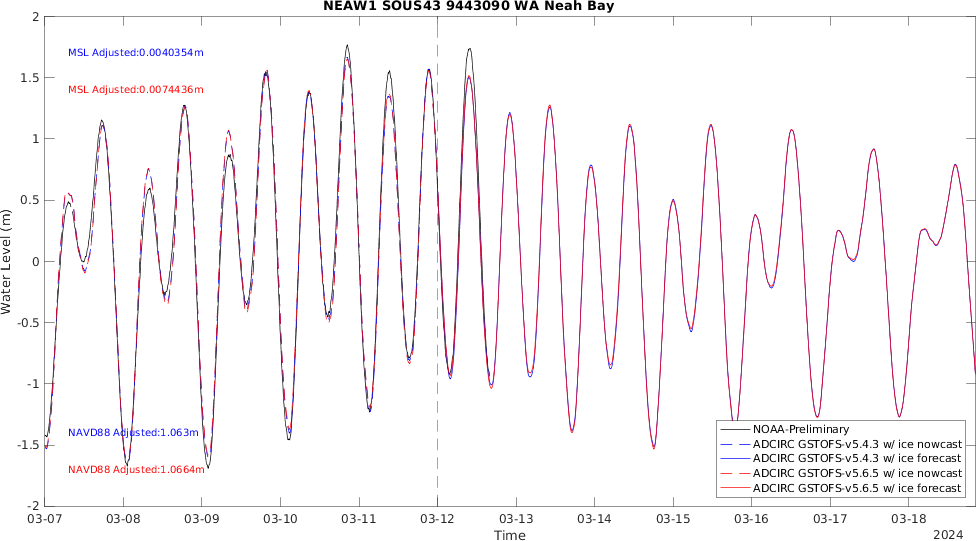 NEAW1 SOUS43 9443090 WA Neah Bay
2
1.5
1
0.5
0
-0.5
-1
-1.5
-2
Water Level (m)
MSL Adjusted:0.0040354m
MSL Adjusted:0.0074436m
NAVD88 Adjusted:1.063m
NAVD88 Adjusted:1.0664m
NOAA-Preliminary
ADCIRC GSTOFS-v5.4.3 w/ ice nowcast
ADCIRC GSTOFS-v5.4.3 w/ ice forecast
ADCIRC GSTOFS-v5.6.5 w/ ice nowcast
ADCIRC GSTOFS-v5.6.5 w/ ice forecast
03-07 03-08 03-09 03-10 03-11 03-12 03-13 03-14 03-15 03-16 03-17 03-18
Time
2024